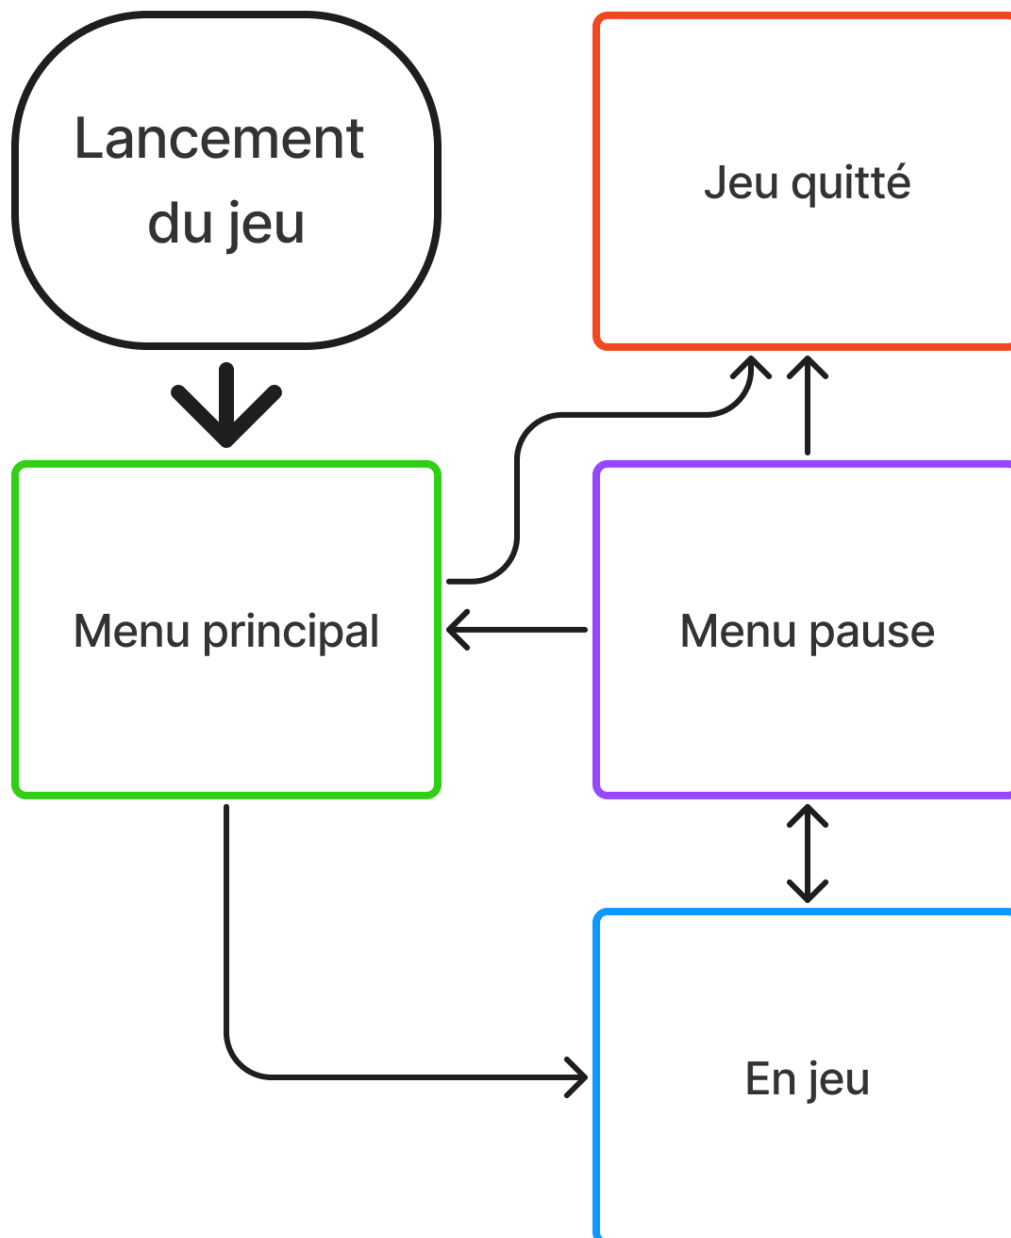 Lancement
du jeu
Jeu quitté
Menu principal
Menu pause
En jeu